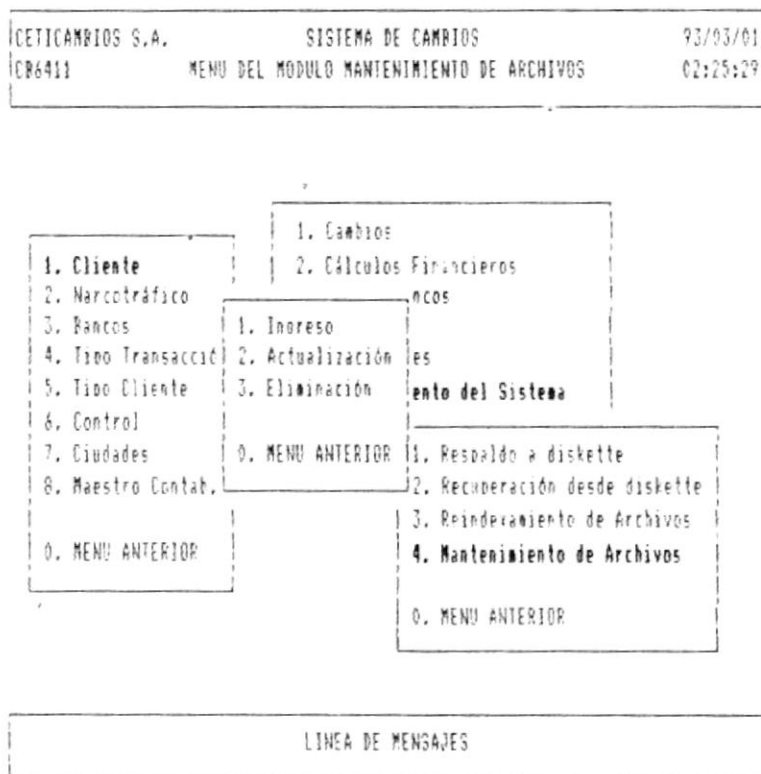 CETICAMBIOS S.A. SISTEMA DE CAMBIOS 93/03/01
CB6411 MENU DEL MODULO MANTENIMIENTO DE ARCHIVOS 02:25:29
1. Cambios
2. Cálculos Financieros
ncos
es
ento del Sistema
1. Cliente
2. Narcotráfico
3. Bancos
4. Tipo Transacció
5. Tipo Cliente
6. Control
7. Ciudades
8. Maestro Contab.
0. MENU ANTERIOR
1. Ingreso
2. Actualización
3. Eliminación
0. MENU ANTERIOR
1. Respaldo a diskette
2. Recuperación desde diskette
3. Reindexamiento de Archivos
4. Mantenimiento de Archivos
0. MENU ANTERIOR
LINEA DE MENSAJES